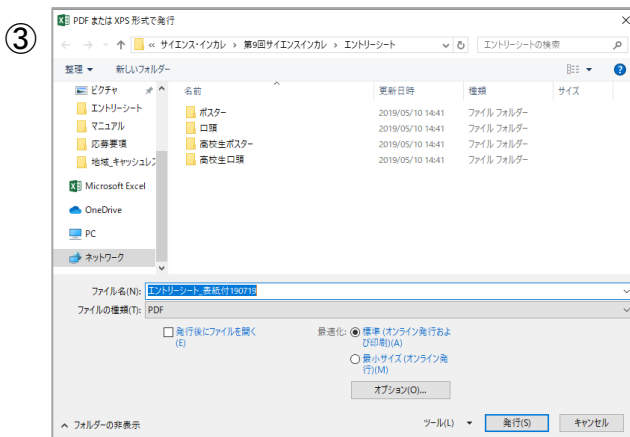 ③
PDF または XPS 形式で発行
« サイエンス・インカレ › 第9回サイエンスインカレ › エントリーシート
エントリーシートの検索
整理 新しいフォルダー
ピクチャ
エントリーシート
マニュアル
応募要項
地域_キャッシュレス
Microsoft Excel
OneDrive
PC
ネットワーク
名前 更新日時 種類 サイズ
ポスター 2019/05/10 14:41 ファイル フォルダー
口頭 2019/05/10 14:41 ファイル フォルダー
高校生ポスター 2019/05/10 14:41 ファイル フォルダー
高校生口頭 2019/05/10 14:41 ファイル フォルダー
ファイル名(N): エントリーシート_表紙付190719
ファイルの種類(T): PDF
発行後にファイルを開く
(E)
最適化: 標準 (オンライン発行およ
び印刷)(A)
最小サイズ (オンライン発
行)(M)
オプション(O)...
フォルダーの非表示
ツール(L) 発行(S) キャンセル